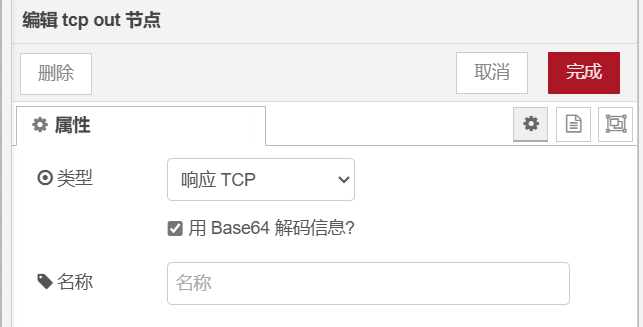 编辑 tcp out 节点
删除 取消 完成
属性
类型 响应 TCP
用 Base64 解码信息?
名称 名称